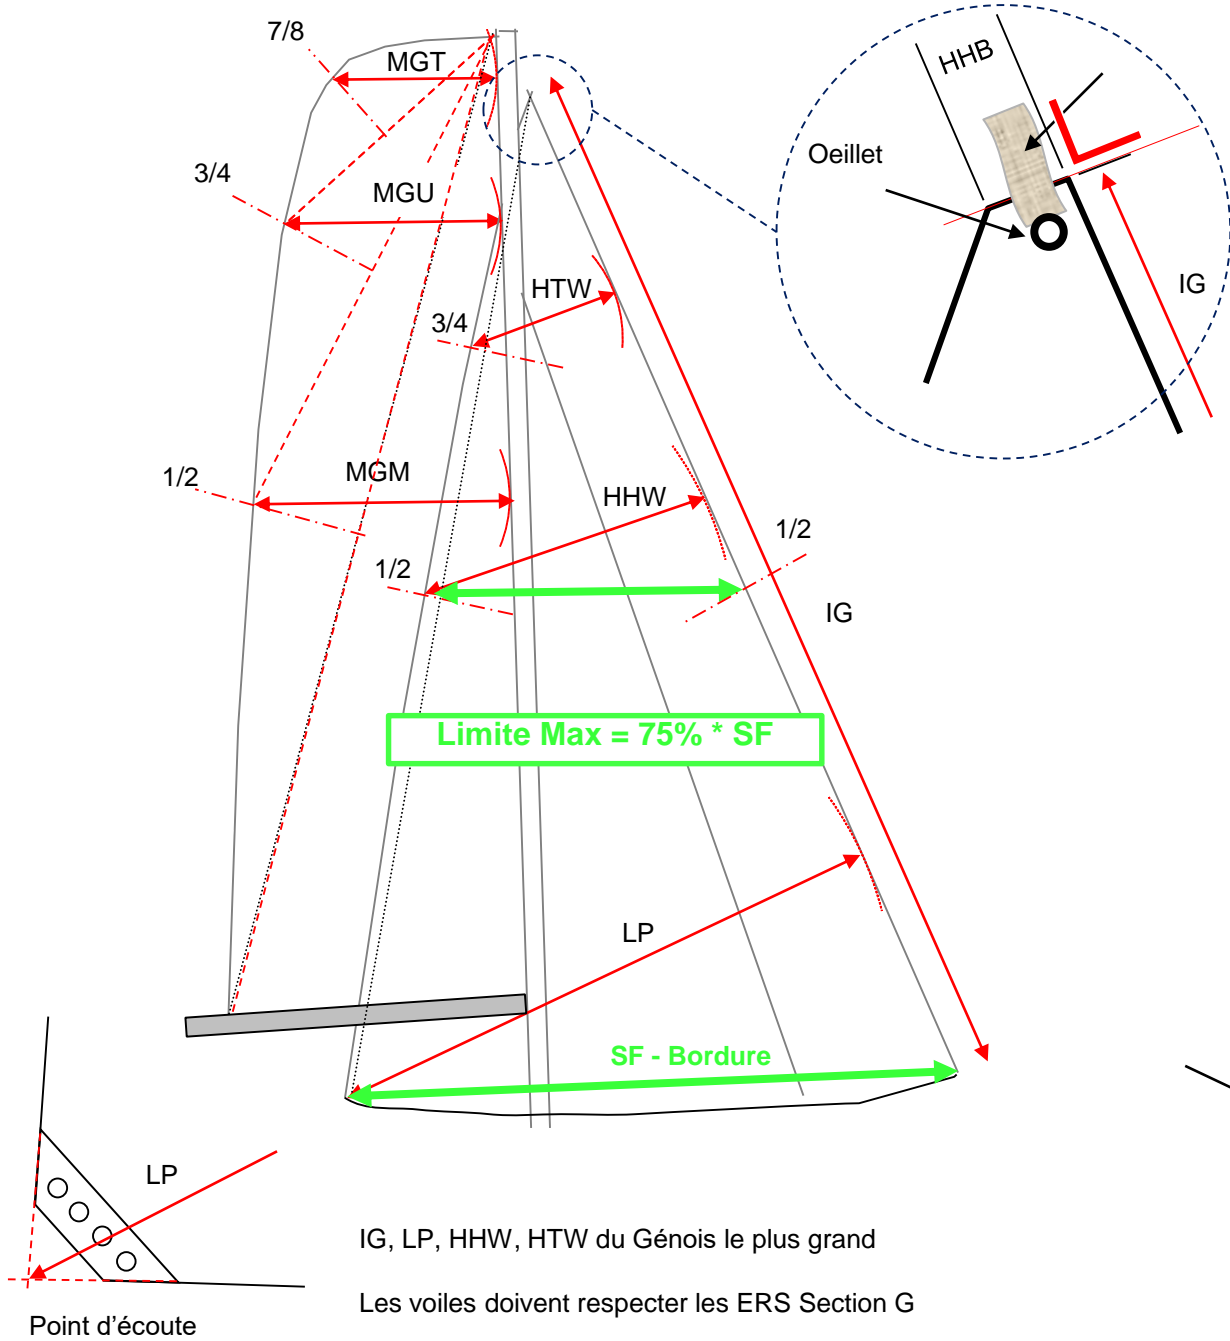 7/8
MGT
HHB
Oeillet
3/4
MGU
IG
HTW
3/4
MGM
1/2
HHW
1/2
1/2
IG
Limite Max = 75% * SF
LP
SF - Bordure
LP
IG, LP, HHW, HTW du Génois le plus grand
Les voiles doivent respecter les ERS Section G
Point d'écoute